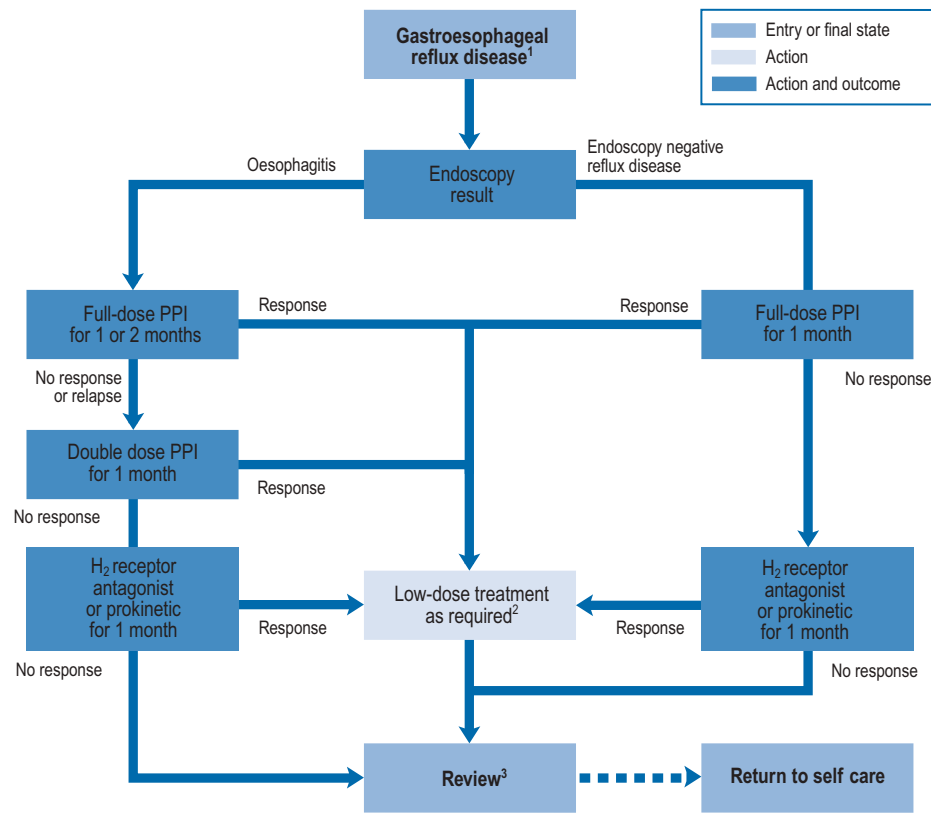 Gastroesophageal
reflux disease¹
Entry or final state
Action
Action and outcome
Oesophagitis
Endoscopy
result
Endoscopy negative
reflux disease
Full-dose PPI
for 1 or 2 months
Response
Response
Full-dose PPI
for 1 month
No response
or relapse
No response
Double dose PPI
for 1 month
Response
No response
H₂ receptor
antagonist
or prokinetic
for 1 month
Response
Low-dose treatment
as required²
Response
H₂ receptor
antagonist
or prokinetic
for 1 month
No response
No response
Review³
Return to self care